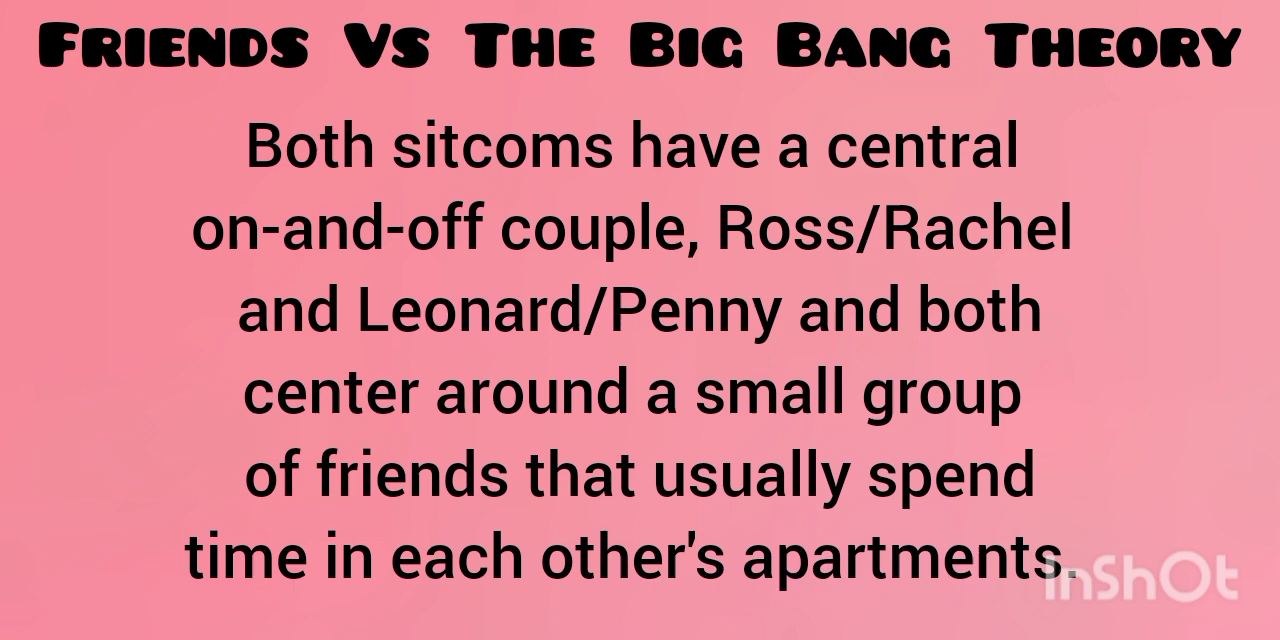 Friends Vs The Big Bang Theory
Both sitcoms have a central
on-and-off couple, Ross/Rachel
and Leonard/Penny and both
center around a small group
of friends that usually spend
time in each other's apartments.
InShOt